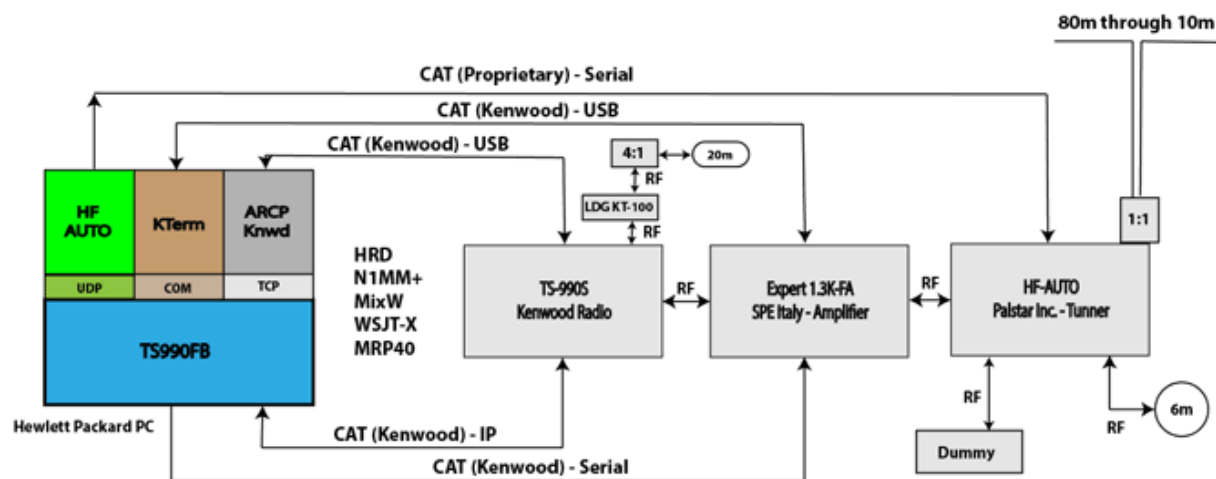 80m through 10m
CAT (Proprietary) - Serial
CAT (Kenwood) - USB
CAT (Kenwood) - USB
4:1
20m
RF
LDG KT-100
RF
HF
AUTO
KTerm
ARCP
Knwd
UDP
COM
TCP
TS990FB
Hewlett Packard PC
HRD
N1MM+
MixW
WSJT-X
MRP40
TS-990S
Kenwood Radio
RF
Expert 1.3K-FA
SPE Italy - Amplifier
RF
HF-AUTO
Palstar Inc. - Tunner
1:1
RF
Dummy
RF
6m
CAT (Kenwood) - IP
CAT (Kenwood) - Serial